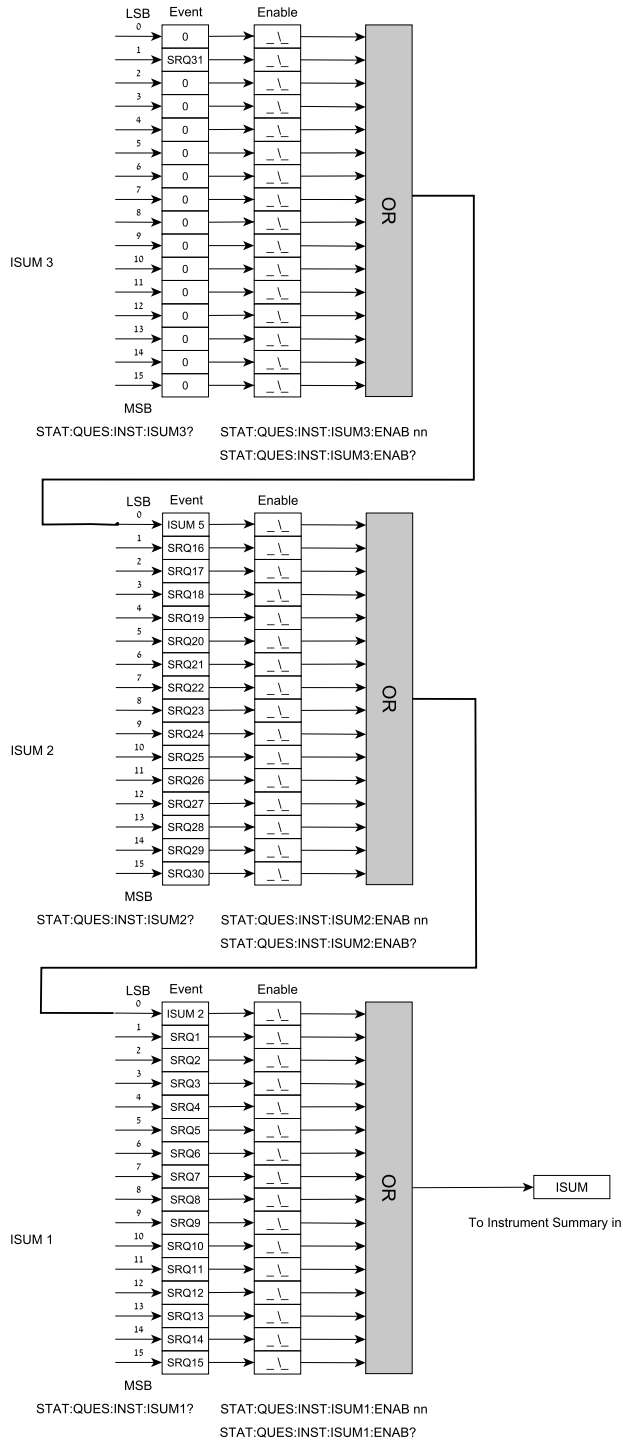 LSB Event Enable
0 0 _\_
1 SRQ31 _\_
2 0 _\_
3 0 _\_
4 0 _\_
5 0 _\_
6 0 _\_
7 0 _\_
8 0 _\_
9 0 _\_
10 0 _\_
11 0 _\_
12 0 _\_
13 0 _\_
14 0 _\_
15 0 _\_
OR
ISUM 3
MSB
STAT:QUES:INST:ISUM3? STAT:QUES:INST:ISUM3:ENAB nn
STAT:QUES:INST:ISUM3:ENAB?
LSB Event Enable
0 ISUM 5 _\_
1 SRQ16 _\_
2 SRQ17 _\_
3 SRQ18 _\_
4 SRQ19 _\_
5 SRQ20 _\_
6 SRQ21 _\_
7 SRQ22 _\_
8 SRQ23 _\_
9 SRQ24 _\_
10 SRQ25 _\_
11 SRQ26 _\_
12 SRQ27 _\_
13 SRQ28 _\_
14 SRQ29 _\_
15 SRQ30 _\_
OR
ISUM 2
MSB
STAT:QUES:INST:ISUM2? STAT:QUES:INST:ISUM2:ENAB nn
STAT:QUES:INST:ISUM2:ENAB?
LSB Event Enable
0 ISUM 2 _\_
1 SRQ1 _\_
2 SRQ2 _\_
3 SRQ3 _\_
4 SRQ4 _\_
5 SRQ5 _\_
6 SRQ6 _\_
7 SRQ7 _\_
8 SRQ8 _\_
9 SRQ9 _\_
10 SRQ10 _\_
11 SRQ11 _\_
12 SRQ12 _\_
13 SRQ13 _\_
14 SRQ14 _\_
15 SRQ15 _\_
OR
ISUM
To Instrument Summary in
ISUM 1
MSB
STAT:QUES:INST:ISUM1? STAT:QUES:INST:ISUM1:ENAB nn
STAT:QUES:INST:ISUM1:ENAB?